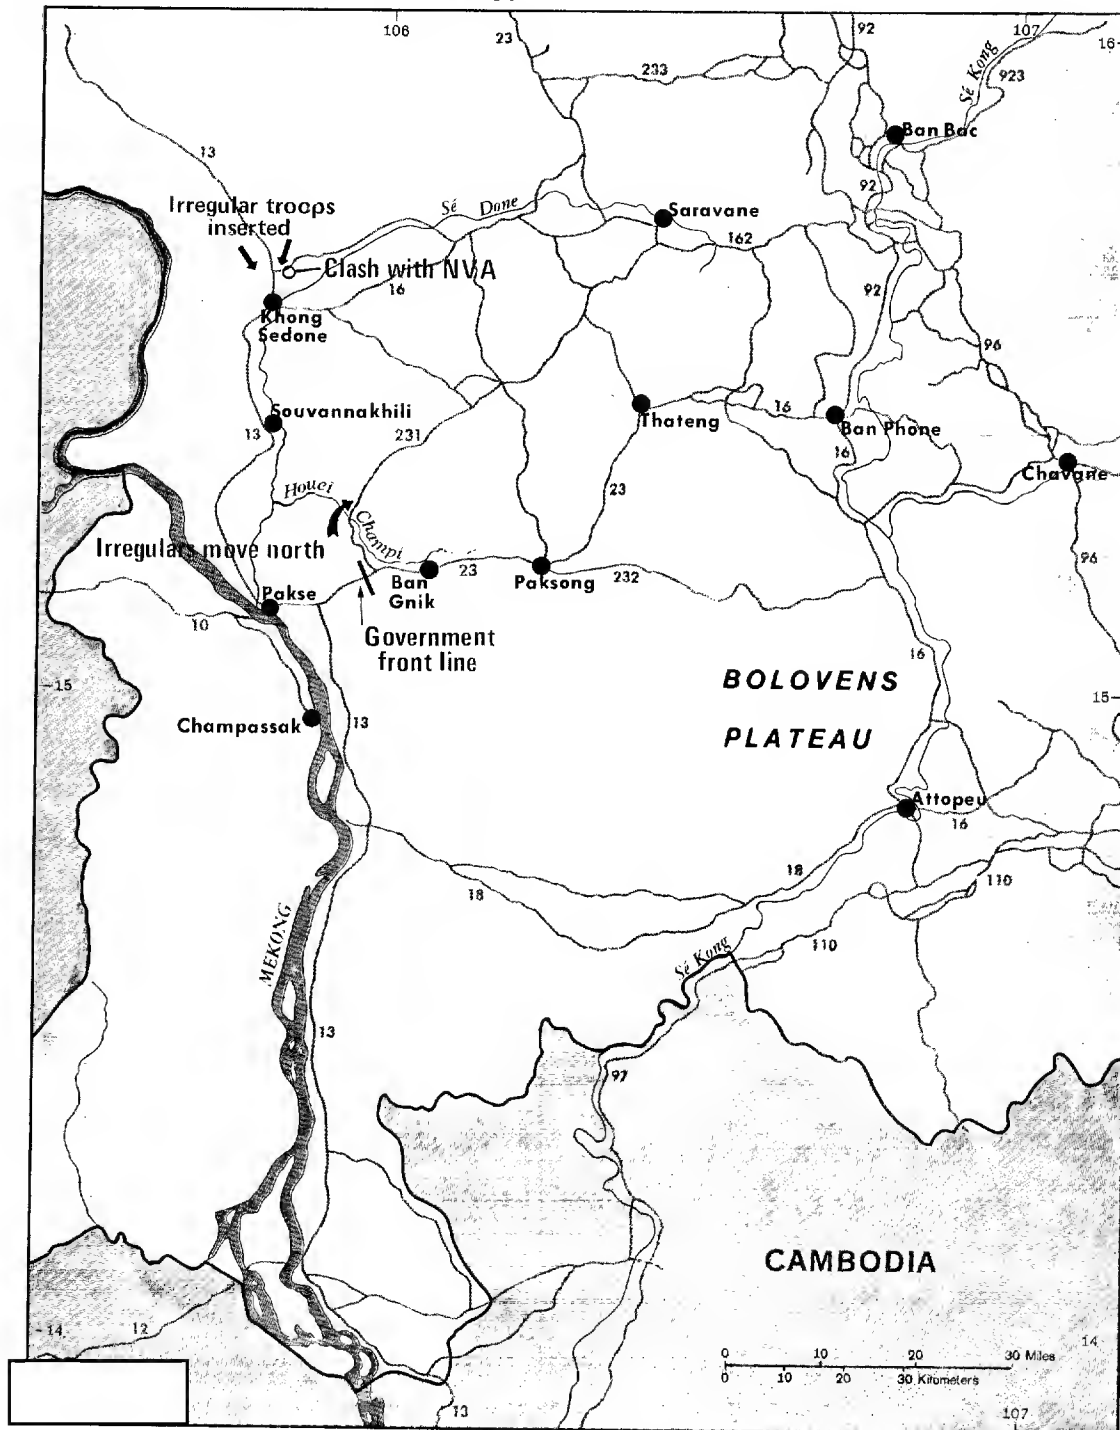 106
23
92
107
16
233
Sé Kong
923
Ban Bac
13
92
Irregular troops
inserted
Sé Done
Saravane
162
Clash with NVA
16
92
Khong
Sedone
96
Souvannakhili
13
231
Thateng
16
Ban Phone
16
Chavane
Houei
Champi
23
Irregulars move north
Ban
Gnik
23
Paksong
232
96
Pakse
10
Government
front line
16
15
BOLOVENS
15
Champassak
13
PLATEAU
Attopeu
16
18
18
110
MEKONG
110
Sé Kong
13
97
CAMBODIA
14
12
14
0 10 20 30 Miles
0 10 20 30 Kilometers
13
107